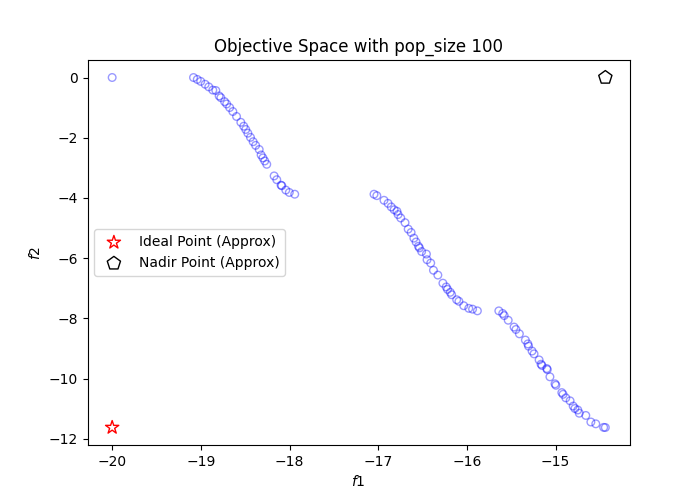 Objective Space with pop_size 100
0
−2
−4
−6
−8
−10
−12
f2
Ideal Point (Approx)
Nadir Point (Approx)
−20
−19
−18
−17
−16
−15
f1